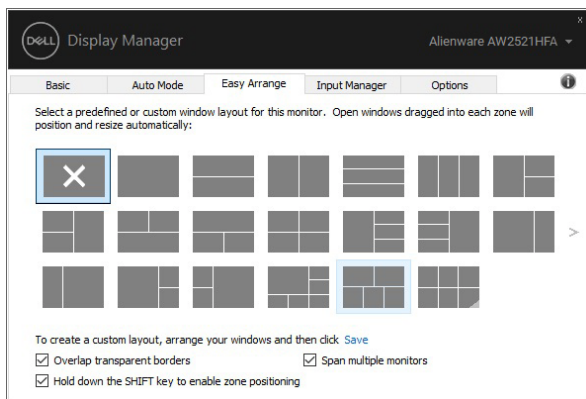 DELL Display Manager
Alienware AW2521HFA
x
Basic Auto Mode Easy Arrange Input Manager Options
Select a predefined or custom window layout for this monitor. Open windows dragged into each zone will
position and resize automatically:
>
To create a custom layout, arrange your windows and then click Save
Overlap transparent borders Span multiple monitors
Hold down the SHIFT key to enable zone positioning